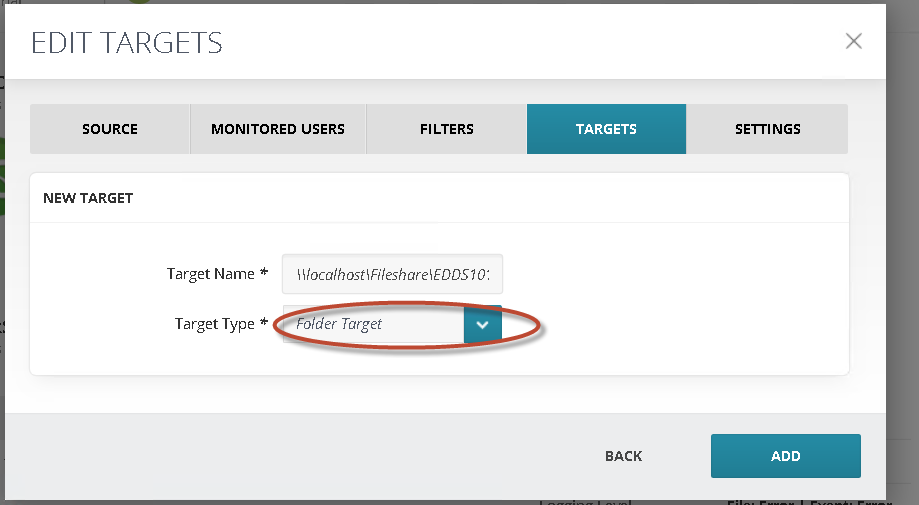 EDIT TARGETS
SOURCE
MONITORED USERS
FILTERS
TARGETS
SETTINGS
NEW TARGET
Target Name *
\\localhost\Fileshare\EDDS10
Target Type *
Folder Target
BACK
ADD
Logging Level
File: Error | Event: Error